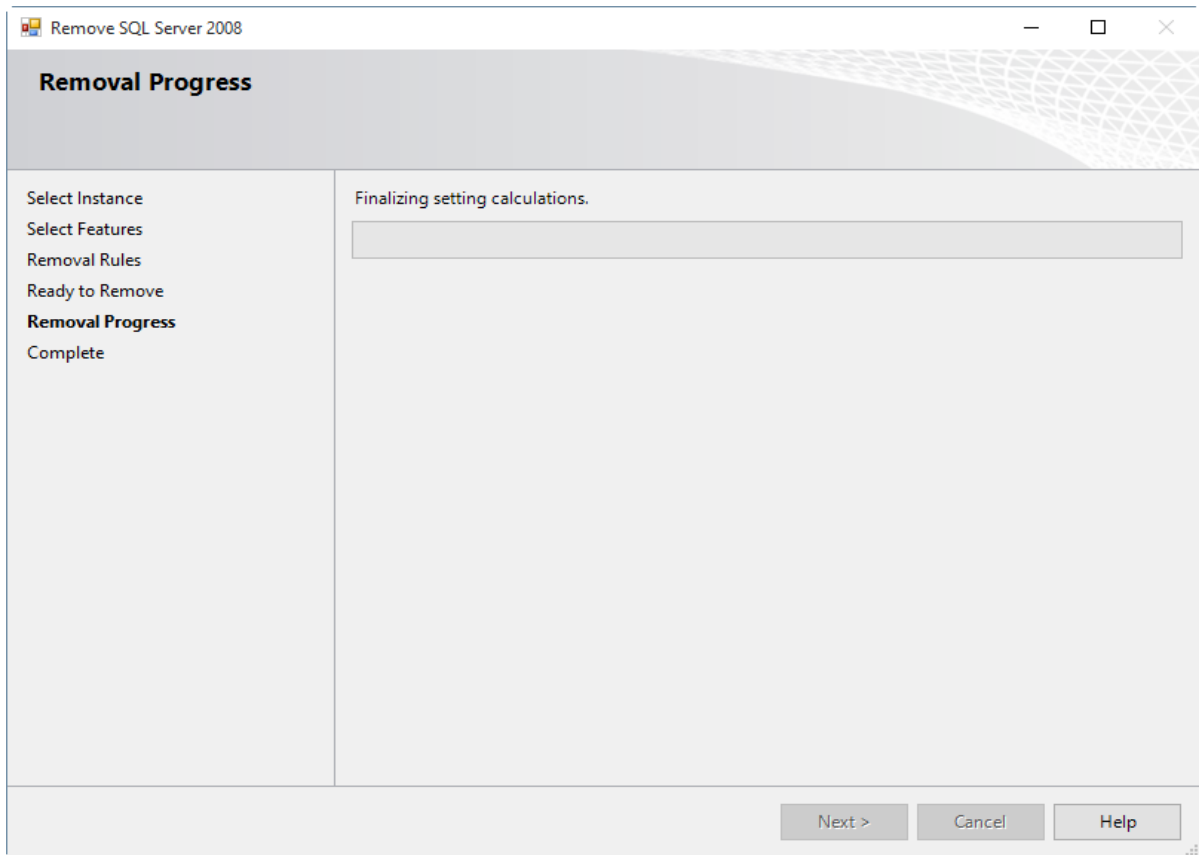 Remove SQL Server 2008
Removal Progress
Select Instance
Select Features
Removal Rules
Ready to Remove
Removal Progress
Complete
Finalizing setting calculations.
Next >
Cancel
Help